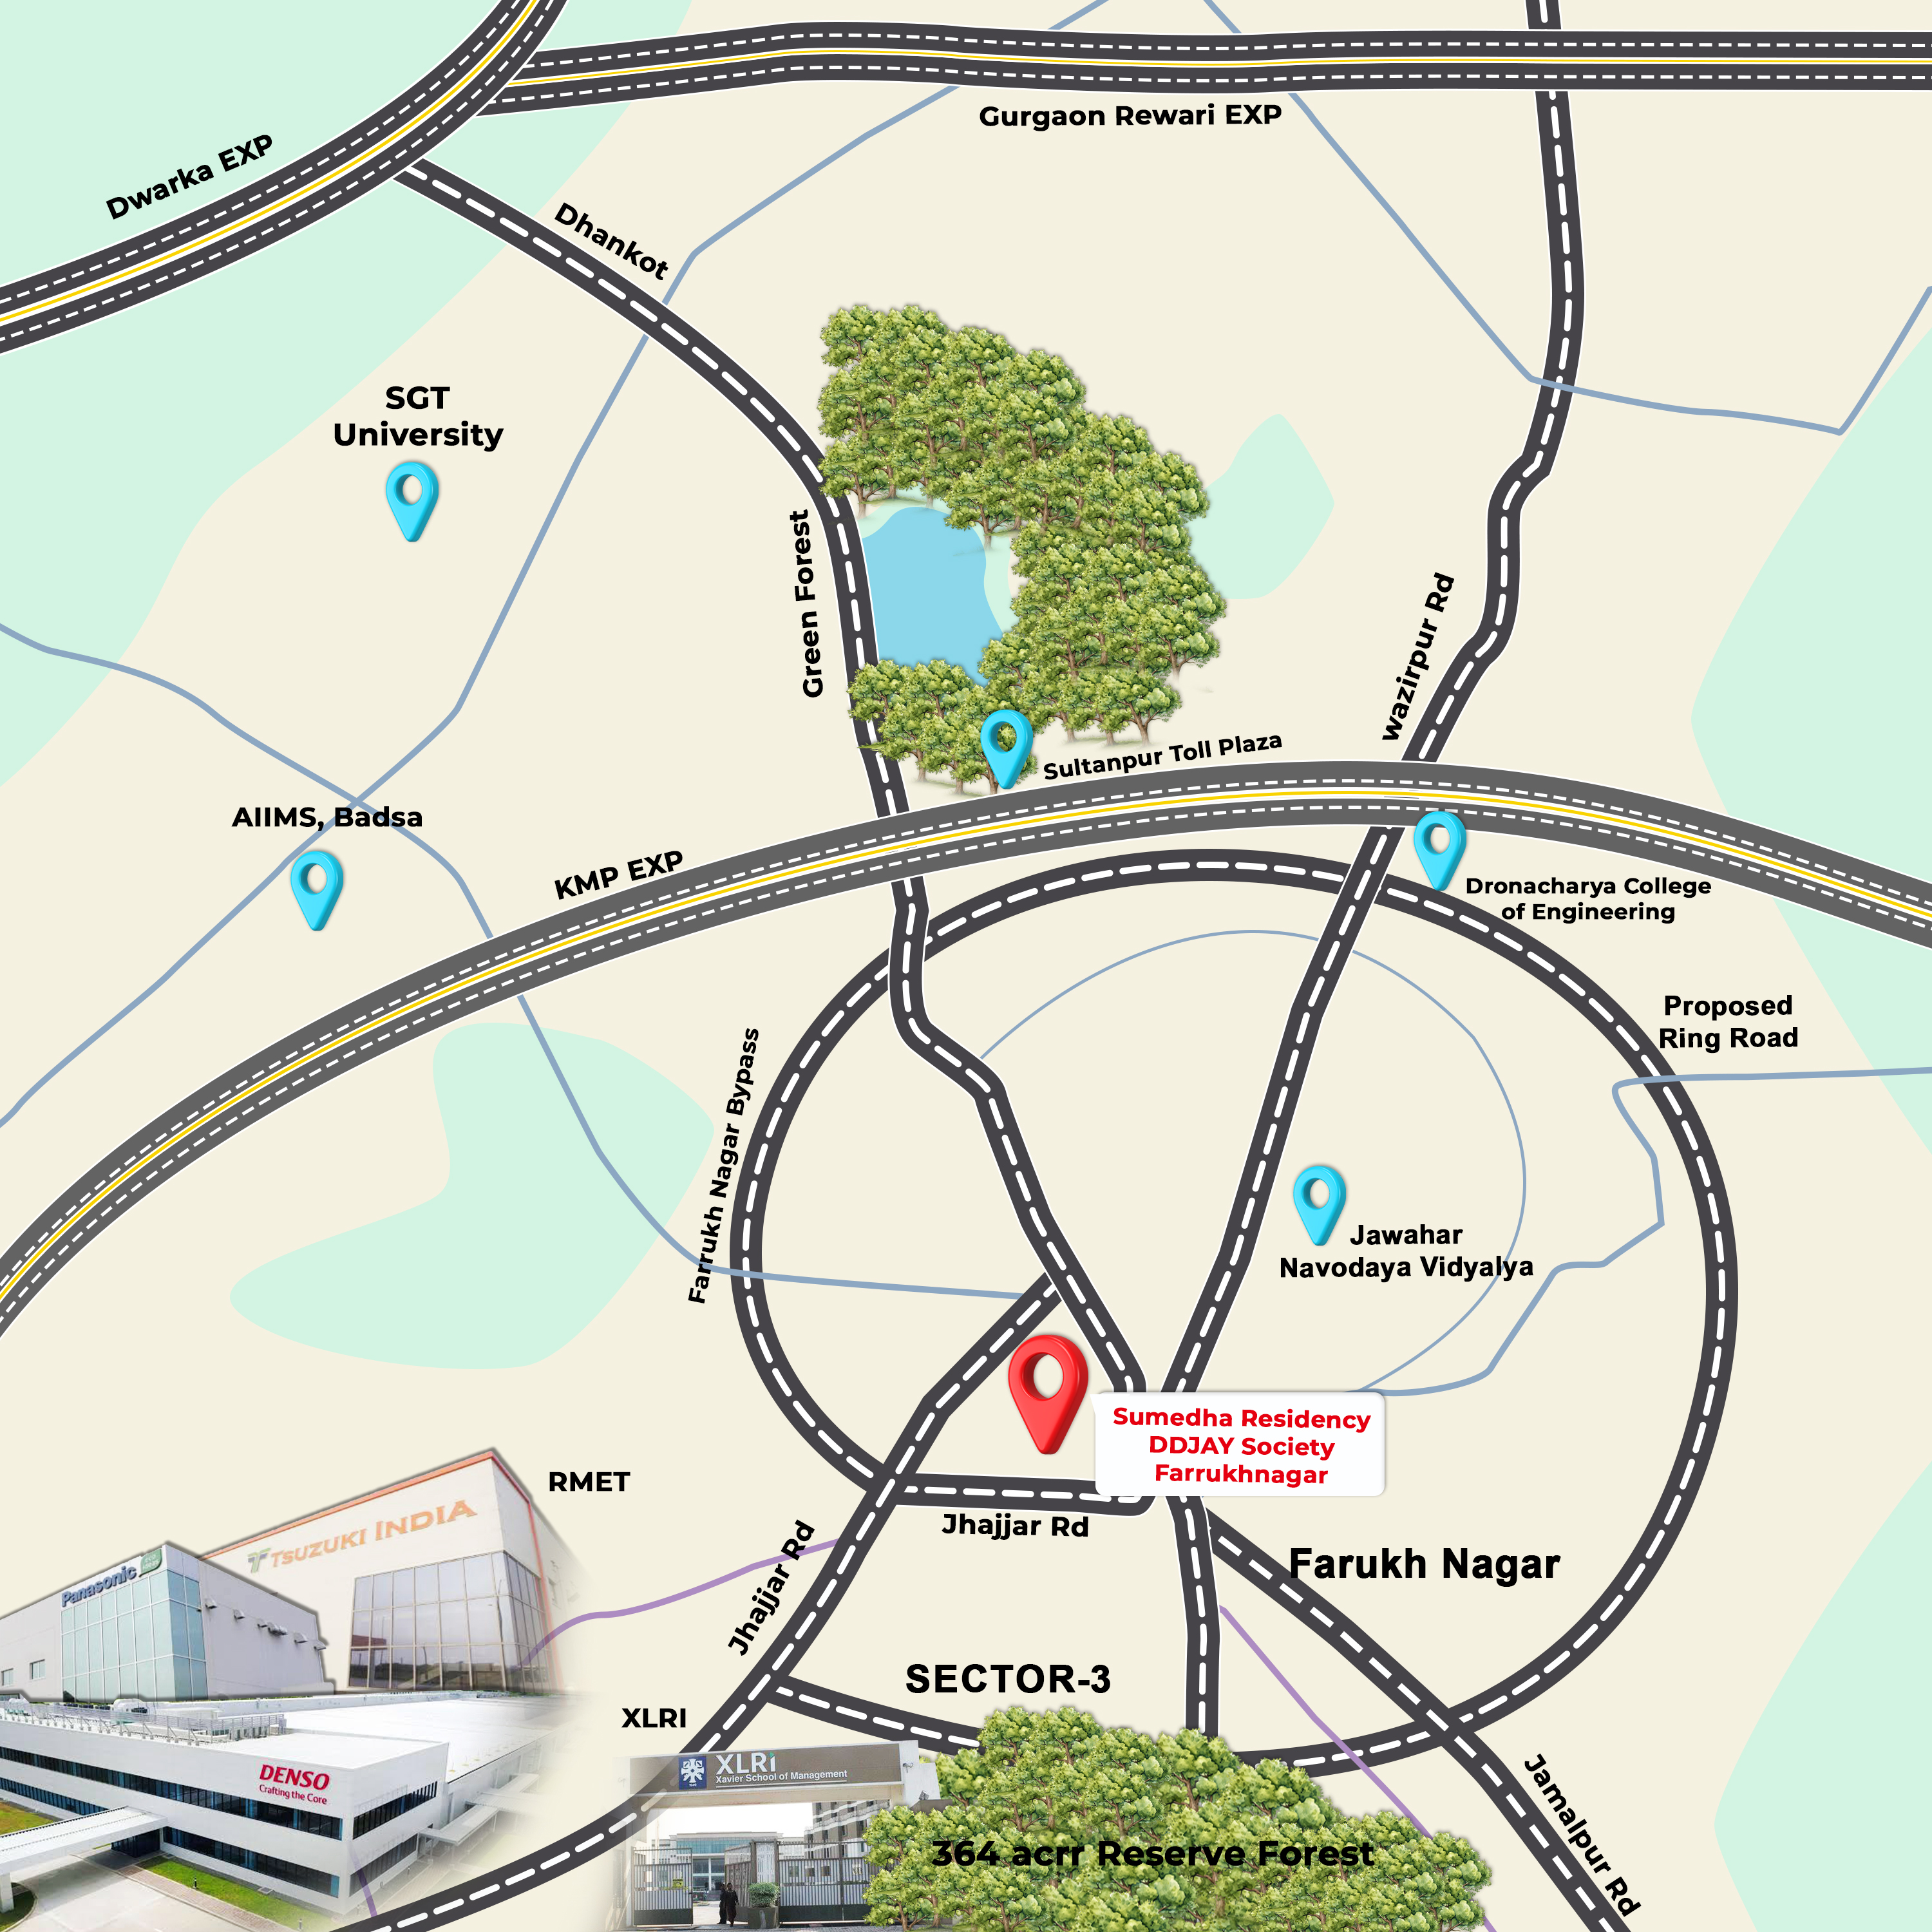 Gurgaon Rewari EXP
Dwarka EXP
Dhankot
SGT
University
Green Forest
wazirpur Rd
Sultanpur Toll Plaza
AIIMS, Badsa
KMP EXP
Dronacharya College
of Engineering
Proposed
Ring Road
Farrukh Nagar Bypass
Jawahar
Navodaya Vidyalya
Sumedha Residency
DDJAY Society
Farrukhnagar
RMET
TSUZUKI INDIA
Panasonic
Jhajjar Rd
Jhajjar Rd
Farukh Nagar
SECTOR-3
XLRI
XLRI
Xavier School of Management
DENSO
Crafting the Core
364 acrr Reserve Forest
Jamalpur Rd